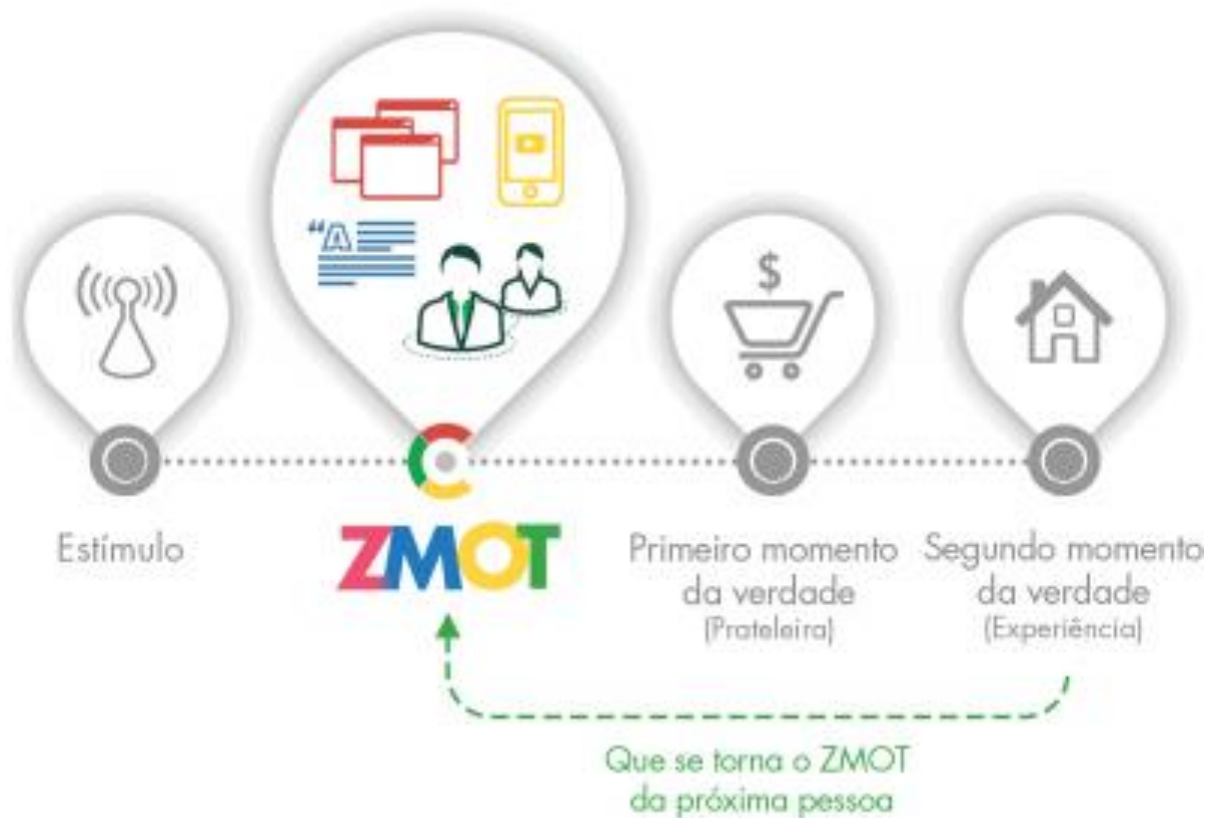 $
“A
Estímulo
ZMOT
Primeiro momento
da verdade
(Prateleira)
Segundo momento
da verdade
(Experiência)
Que se torna o ZMOT
da próxima pessoa